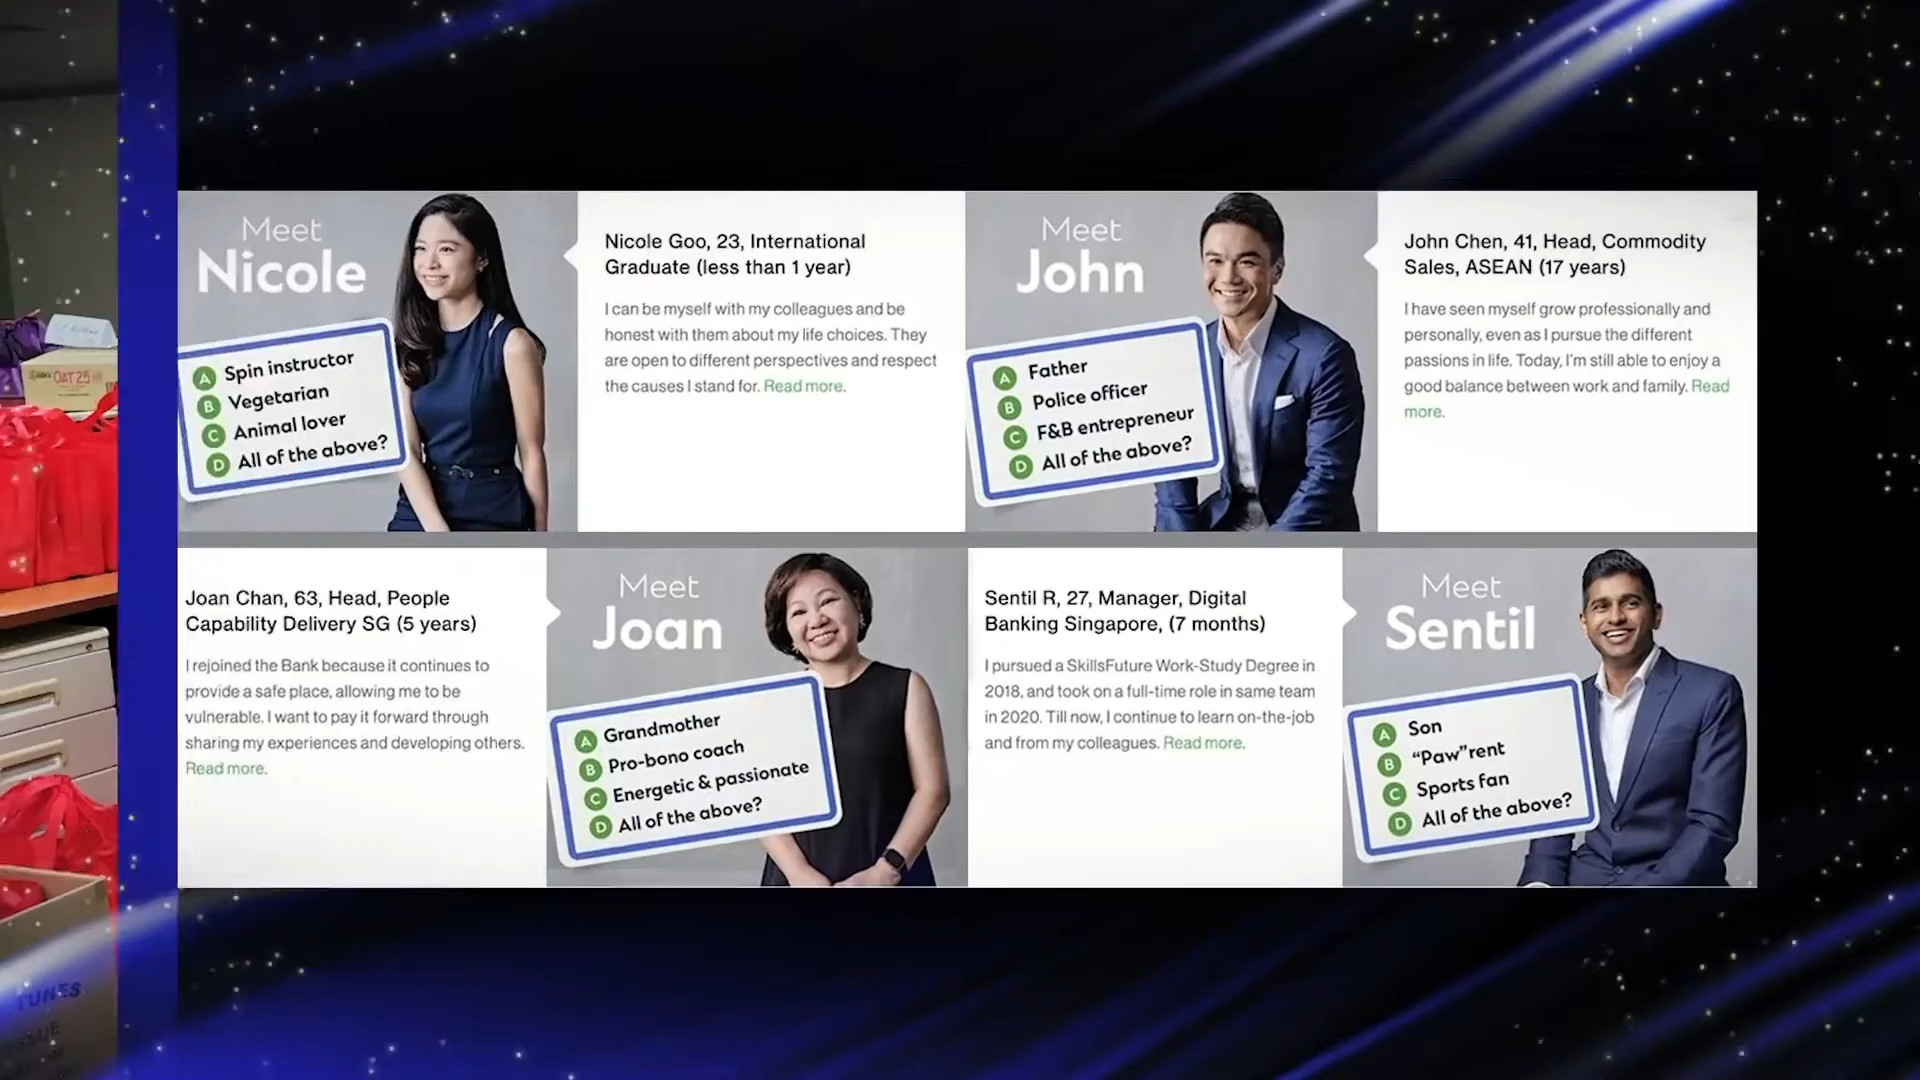 Meet
Nicole
A Spin instructor
B Vegetarian
C Animal lover
D All of the above?
Nicole Goo, 23, International
Graduate (less than 1 year)
I can be myself with my colleagues and be
honest with them about my life choices. They
are open to different perspectives and respect
the causes I stand for. Read more.
Meet
John
A Father
B Police officer
C F&B entrepreneur
D All of the above?
John Chen, 41, Head, Commodity
Sales, ASEAN (17 years)
I have seen myself grow professionally and
personally, even as I pursue the different
passions in life. Today, I'm still able to enjoy a
good balance between work and family. Read
more.
Joan Chan, 63, Head, People
Capability Delivery SG (5 years)
I rejoined the Bank because it continues to
provide a safe place, allowing me to be
vulnerable. I want to pay it forward through
sharing my experiences and developing others.
Read more.
Meet
Joan
A Grandmother
B Pro-bono coach
C Energetic & passionate
D All of the above?
Sentil R, 27, Manager, Digital
Banking Singapore, (7 months)
I pursued a SkillsFuture Work-Study Degree in
2018, and took on a full-time role in same team
in 2020. Till now, I continue to learn on-the-job
and from my colleagues. Read more.
Meet
Sentil
A Son
B "Paw"rent
C Sports fan
D All of the above?
OAT 25
TUNES